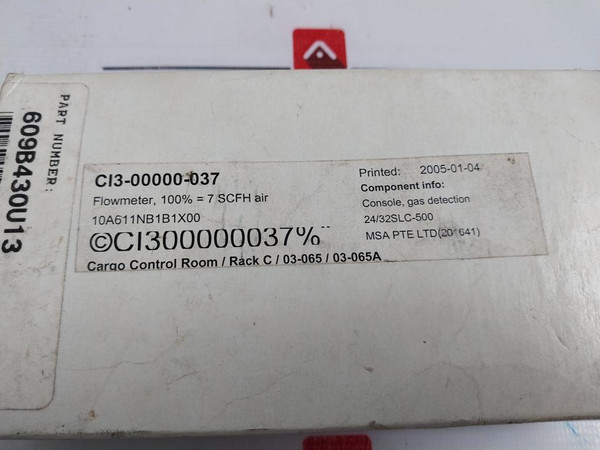 PART NUMBER:
609B430U13
CI3-00000-037
Flowmeter, 100% = 7 SCFH air
10A611NB1B1X00
©CI300000037%¨
Cargo Control Room / Rack C / 03-065 / 03-065A
Printed: 2005-01-04
Component info:
Console, gas detection
24/32SLC-500
MSA PTE LTD(201641)